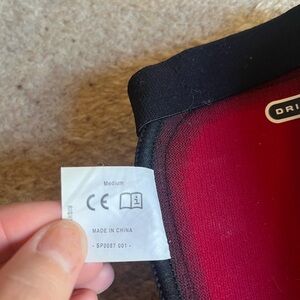 DRI
Medium
CE
MADE IN CHINA
- SP0087 001 -